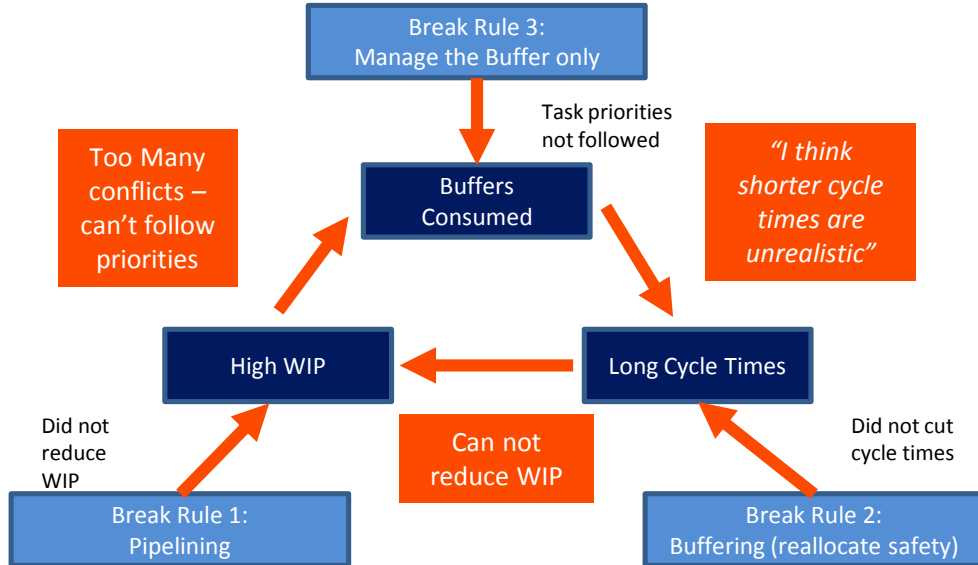 Break Rule 3:
Manage the Buffer only
Task priorities
not followed
Too Many
conflicts –
can’t follow
priorities
“I think
shorter cycle
times are
unrealistic”
Buffers
Consumed
High WIP
Long Cycle Times
Did not
reduce
WIP
Can not
reduce WIP
Did not cut
cycle times
Break Rule 1:
Pipelining
Break Rule 2:
Buffering (reallocate safety)